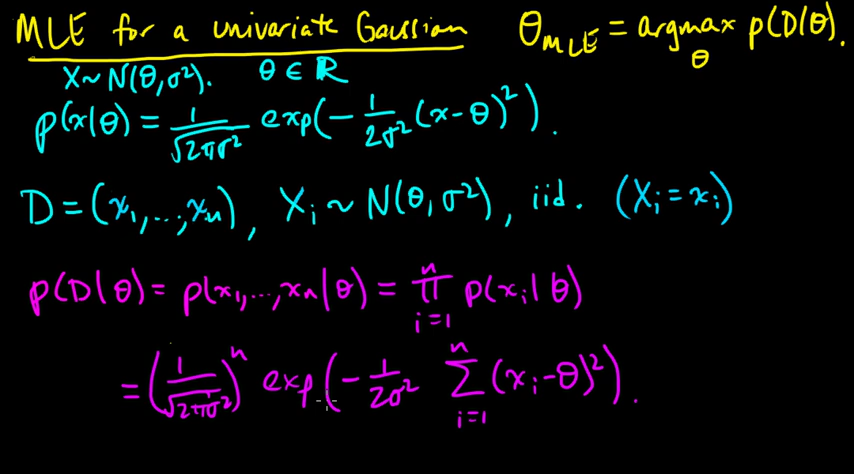 MLE for a univariate Gaussian θ_MLE = argmax_θ p(D|θ).
X ~ N(θ, σ²). θ ∈ ℝ
p(x|θ) = 1/√(2πσ²) exp(-1/(2σ²) (x-θ)²).
D = (x₁, ..., xₙ), Xᵢ ~ N(θ, σ²), iid. (Xᵢ = xᵢ)
p(D|θ) = p(x₁, ..., xₙ|θ) = ∏ᵢ₌₁ⁿ p(xᵢ|θ)
= (1/√(2πσ²))ⁿ exp(-1/(2σ²) ∑ᵢ₌₁ⁿ (xᵢ-θ)²).